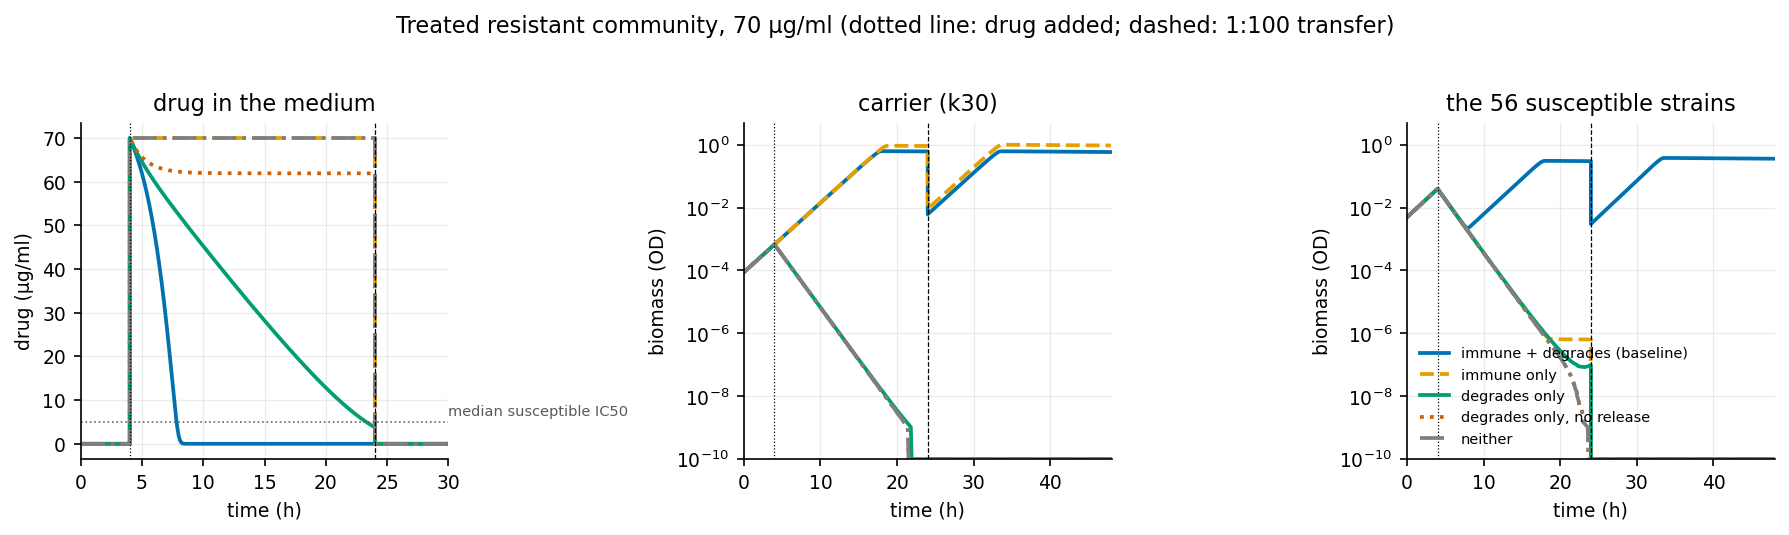 Treated resistant community, 70 µg/ml (dotted line: drug added; dashed: 1:100 transfer)
drug in the medium
70
60
50
40
30
20
10
0
drug (µg/ml)
0 5 10 15 20 25 30
time (h)
median susceptible IC50
carrier (k30)
10⁰
10⁻²
10⁻⁴
10⁻⁶
10⁻⁸
10⁻¹⁰
biomass (OD)
0 10 20 30 40
time (h)
the 56 susceptible strains
10⁰
10⁻²
10⁻⁴
10⁻⁶
10⁻⁸
10⁻¹⁰
biomass (OD)
immune + degrades (baseline)
immune only
degrades only
degrades only, no release
neither
0 10 20 30 40
time (h)